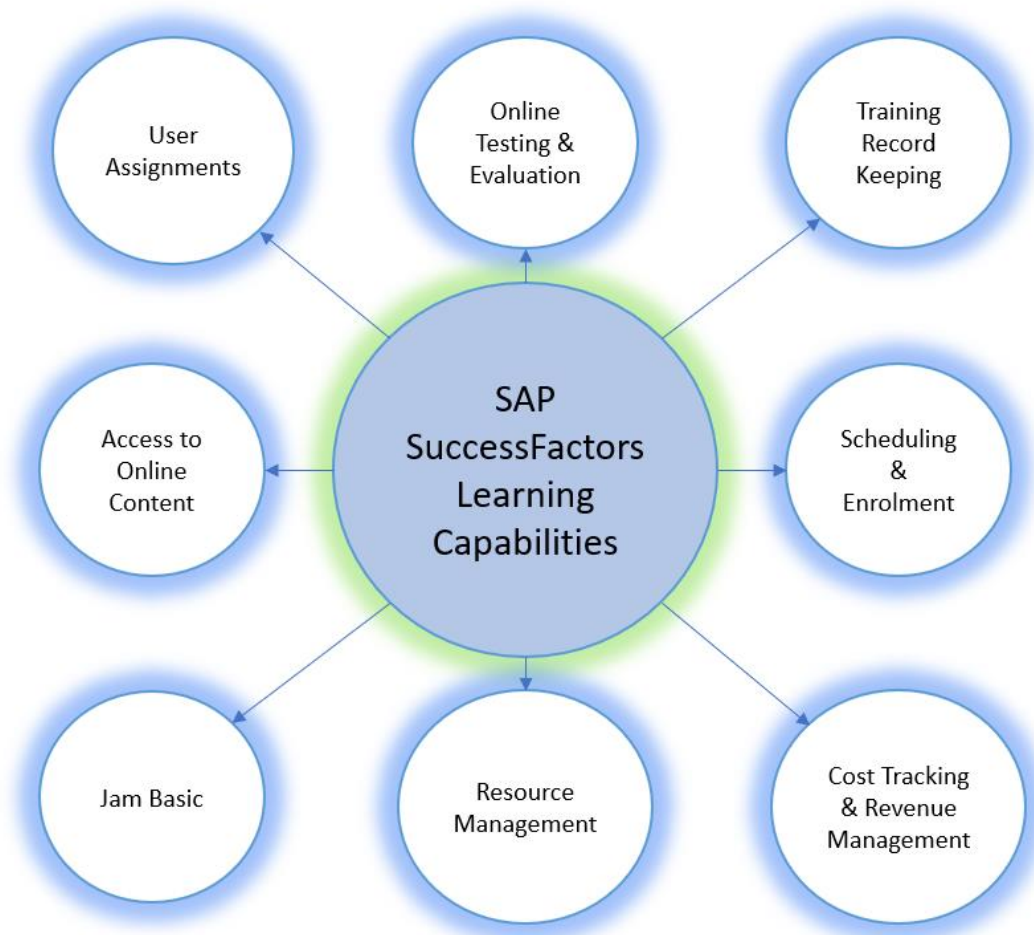 User
Assignments
Online
Testing &
Evaluation
Training
Record
Keeping
SAP
SuccessFactors
Learning
Capabilities
Access to
Online
Content
Scheduling
&
Enrolment
Jam Basic
Resource
Management
Cost Tracking
& Revenue
Management